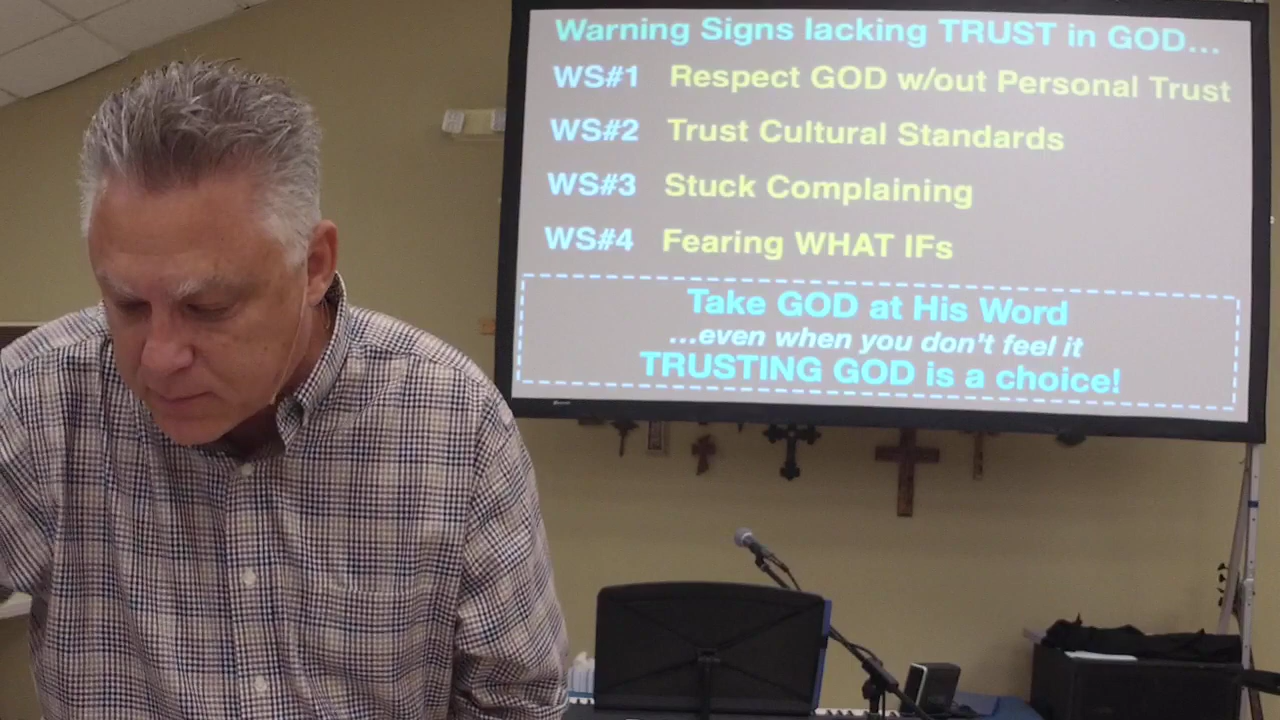 Warning Signs lacking TRUST in GOD...
WS#1 Respect GOD w/out Personal Trust
WS#2 Trust Cultural Standards
WS#3 Stuck Complaining
WS#4 Fearing WHAT IFs
Take GOD at His Word
...even when you don't feel it
TRUSTING GOD is a choice!